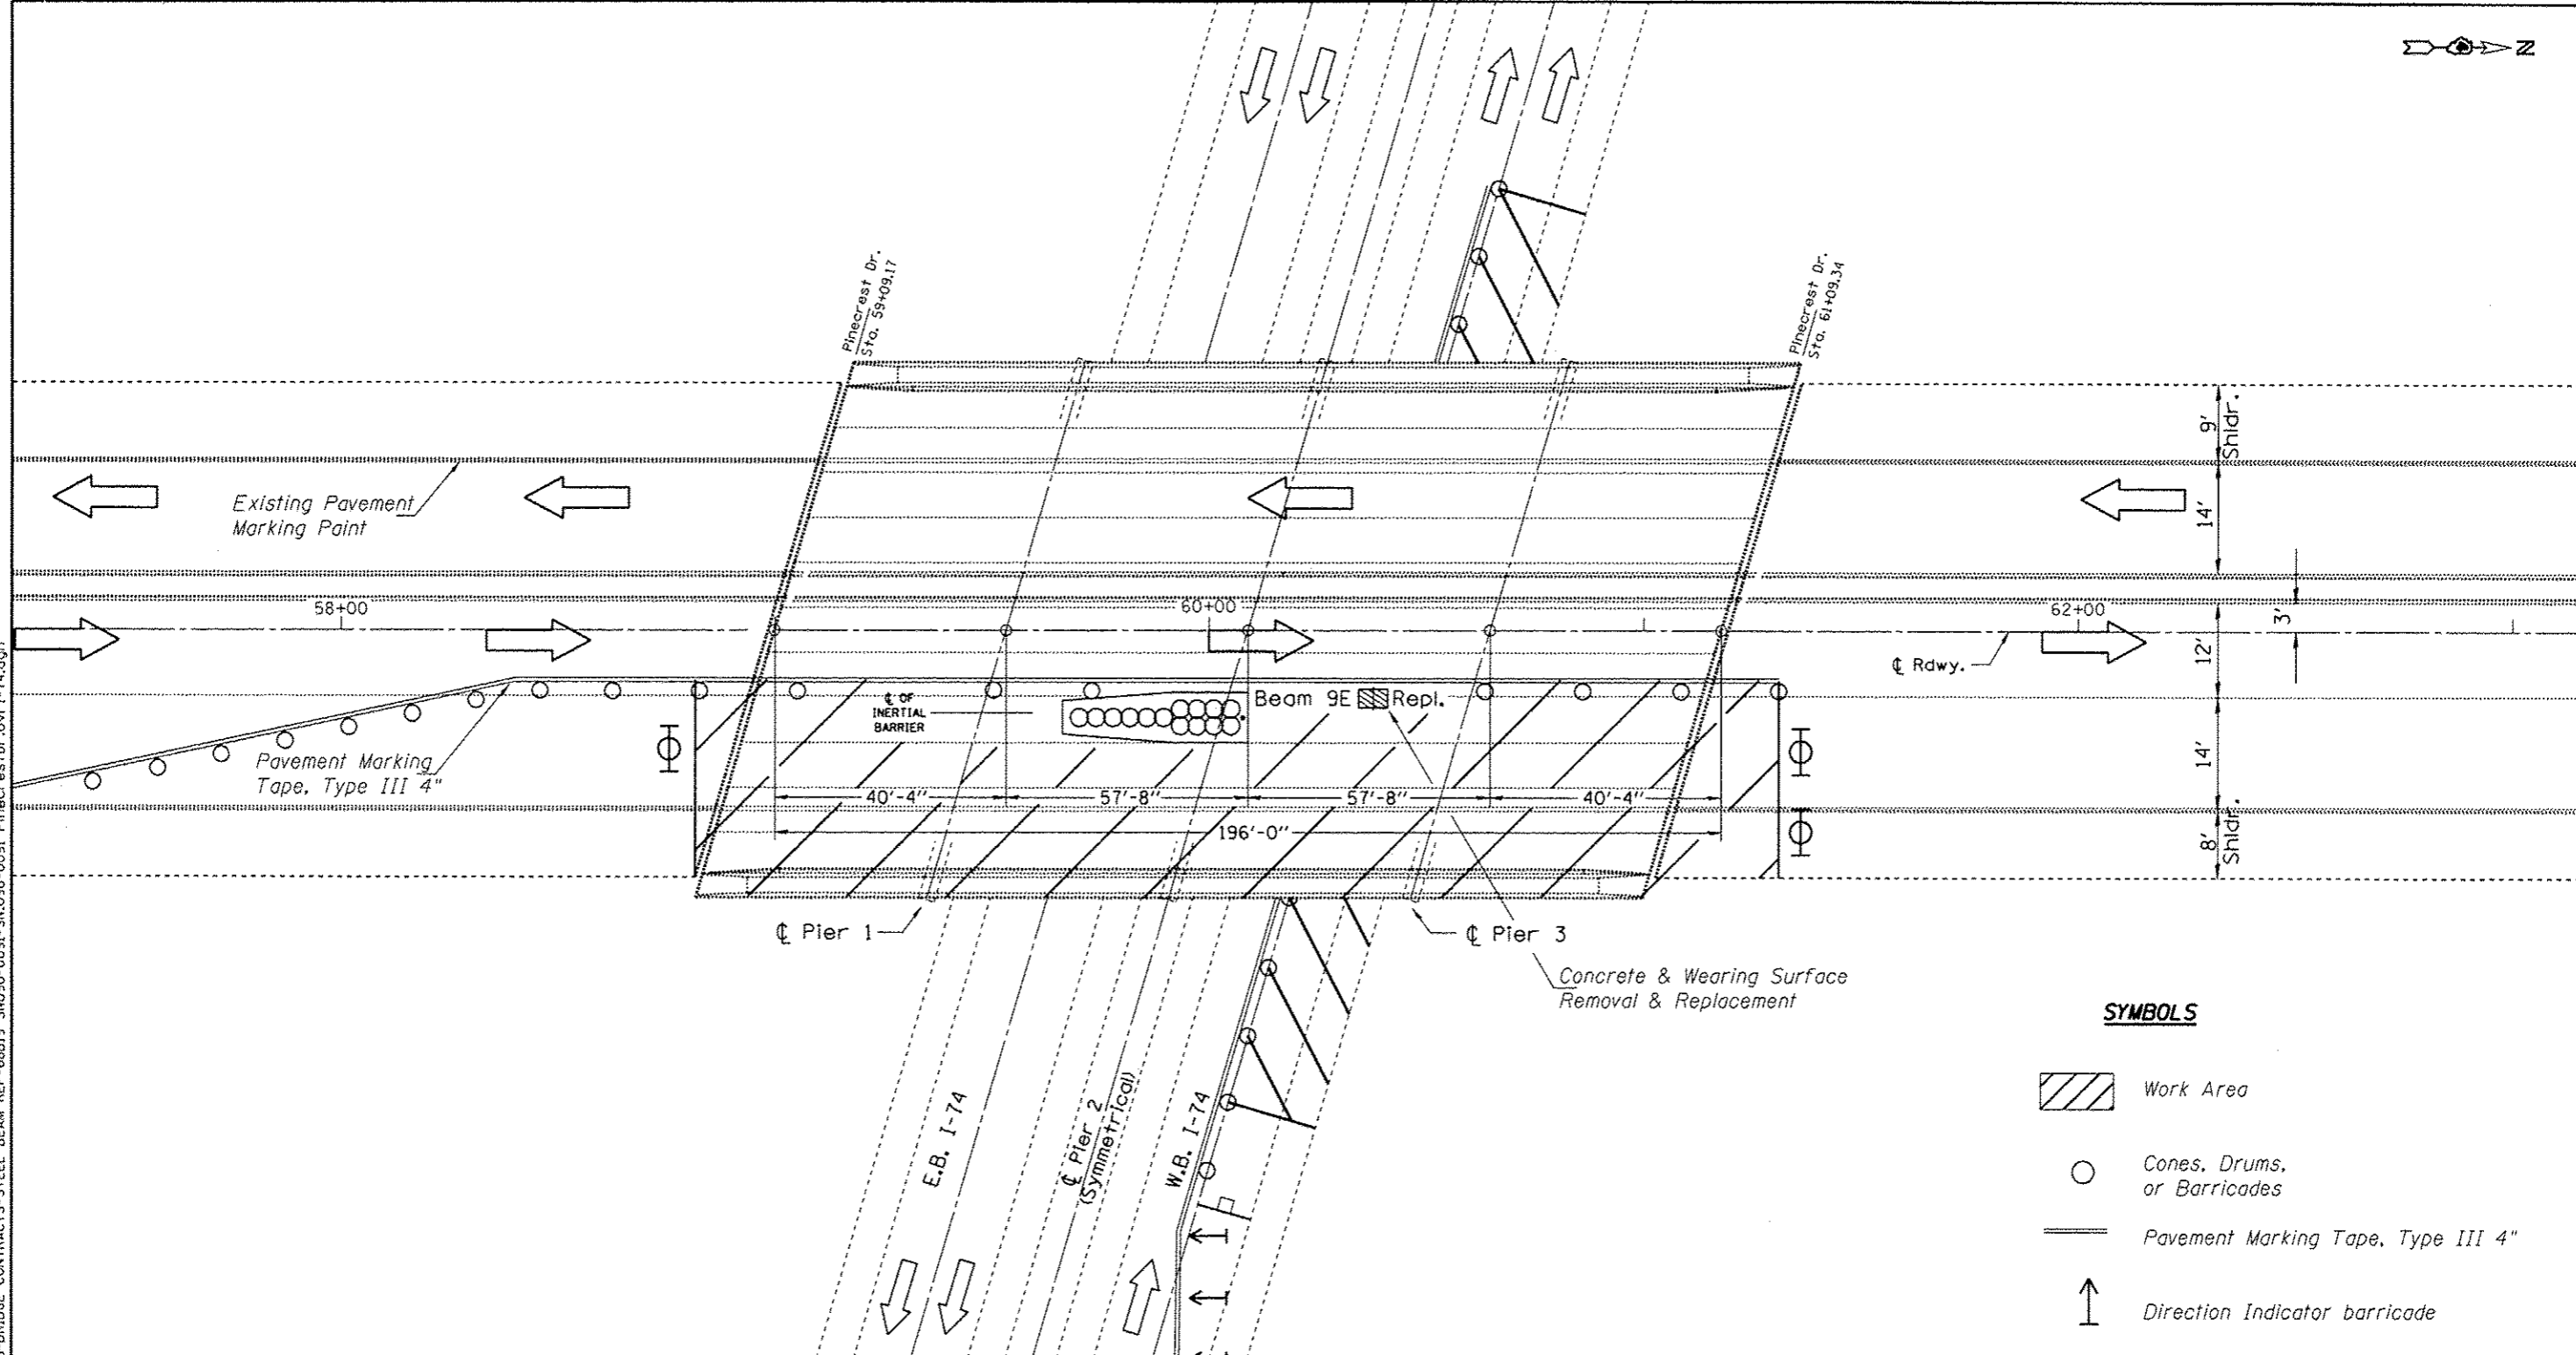 N
Pinecrest Dr.
Sta. 59+09.17
Pinecrest Dr.
Sta. 61+09.34
9'
Shldr.
Existing Pavement
Marking Paint
14'
58+00
60+00
62+00
3'
12'
℄ Rdwy.
℄ OF
INERTIAL
BARRIER
Beam 9E
Repl.
Pavement Marking
Tape, Type III 4"
14'
40'-4"
57'-8"
57'-8"
40'-4"
196'-0"
8'
Shldr.
℄ Pier 1
℄ Pier 3
Concrete & Wearing Surface
Removal & Replacement
E.B. I-74
℄ Pier 2
(Symmetrical)
W.B. I-74
SYMBOLS
Work Area
Cones, Drums,
or Barricades
Pavement Marking Tape, Type III 4"
Direction Indicator barricade